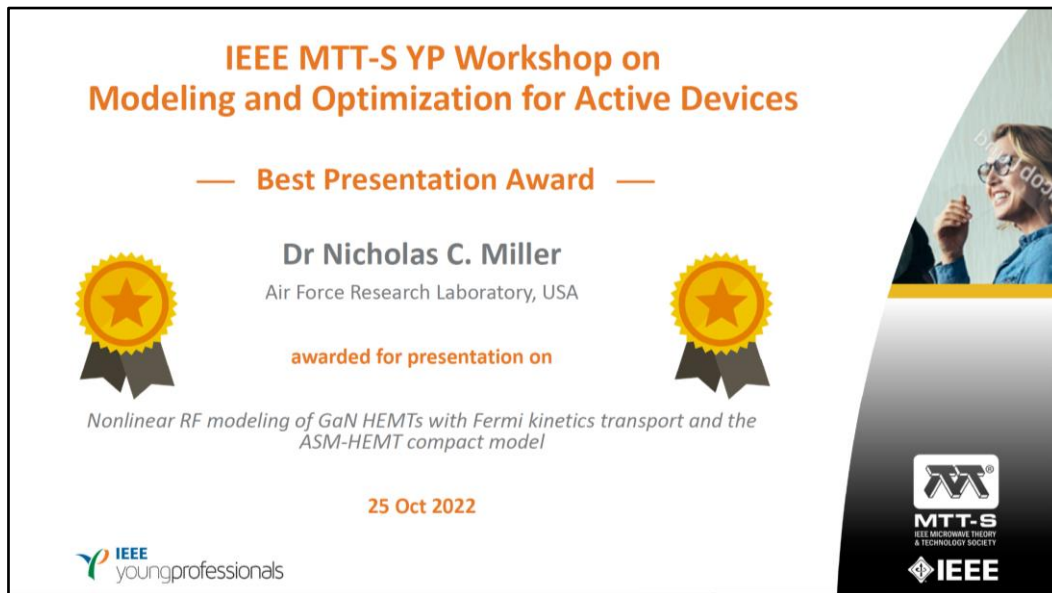 IEEE MTT-S YP Workshop on
Modeling and Optimization for Active Devices
Best Presentation Award
Dr Nicholas C. Miller
Air Force Research Laboratory, USA
awarded for presentation on
Nonlinear RF modeling of GaN HEMTs with Fermi kinetics transport and the
ASM-HEMT compact model
25 Oct 2022
IEEE
youngprofessionals
MTT-S
IEEE MICROWAVE THEORY
& TECHNOLOGY SOCIETY
IEEE